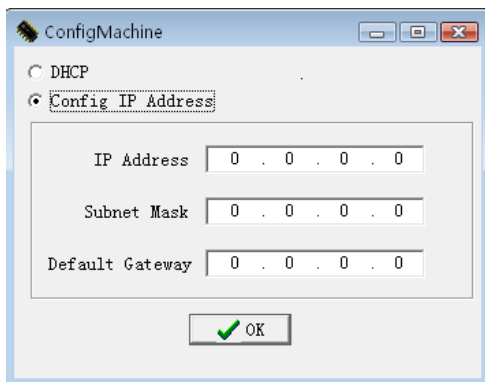 ConfigMachine
DHCP
Config IP Address
IP Address 0 . 0 . 0 . 0
Subnet Mask 0 . 0 . 0 . 0
Default Gateway 0 . 0 . 0 . 0
OK